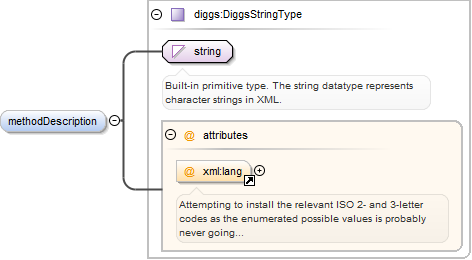 diggs:DiggsStringType
string
Built-in primitive type. The string datatype represents
character strings in XML.
methodDescription
@ attributes
@ xml:lang
Attempting to install the relevant ISO 2- and 3-letter
codes as the enumerated possible values is probably
never going...